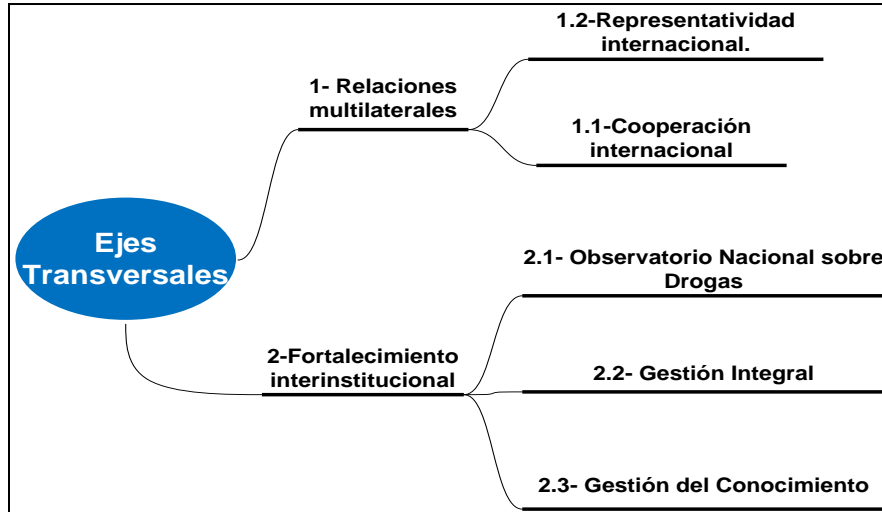 1.2-Representatividad
internacional.
1- Relaciones
multilaterales
1.1-Cooperación
internacional
Ejes
Transversales
2.1- Observatorio Nacional sobre
Drogas
2-Fortalecimiento
interinstitucional
2.2- Gestión Integral
2.3- Gestión del Conocimiento